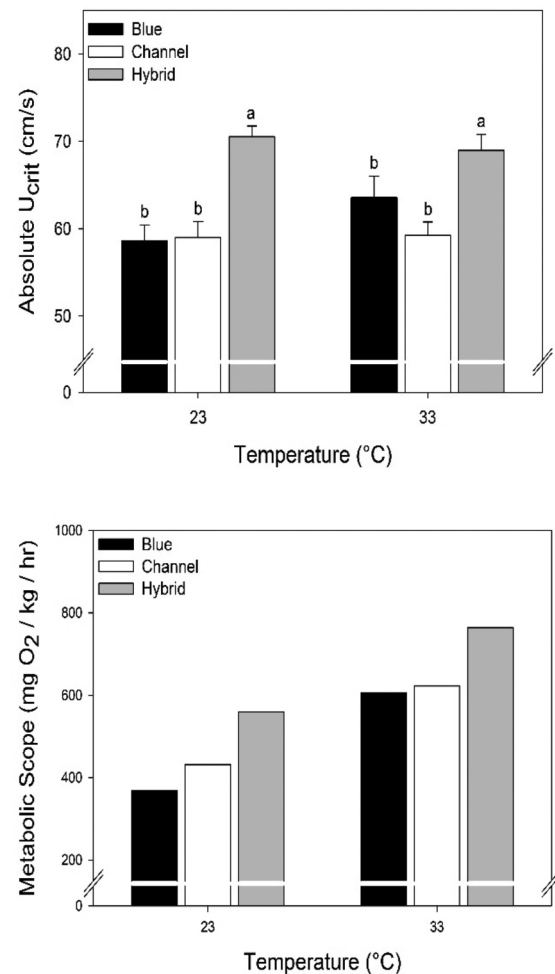 80
70
60
50
0
Absolute Ucrit (cm/s)
Blue
Channel
Hybrid
b
b
a
b
b
a
23
33
Temperature (°C)
1000
800
600
400
200
0
Metabolic Scope (mg O2 / kg / hr)
Blue
Channel
Hybrid
23
33
Temperature (°C)